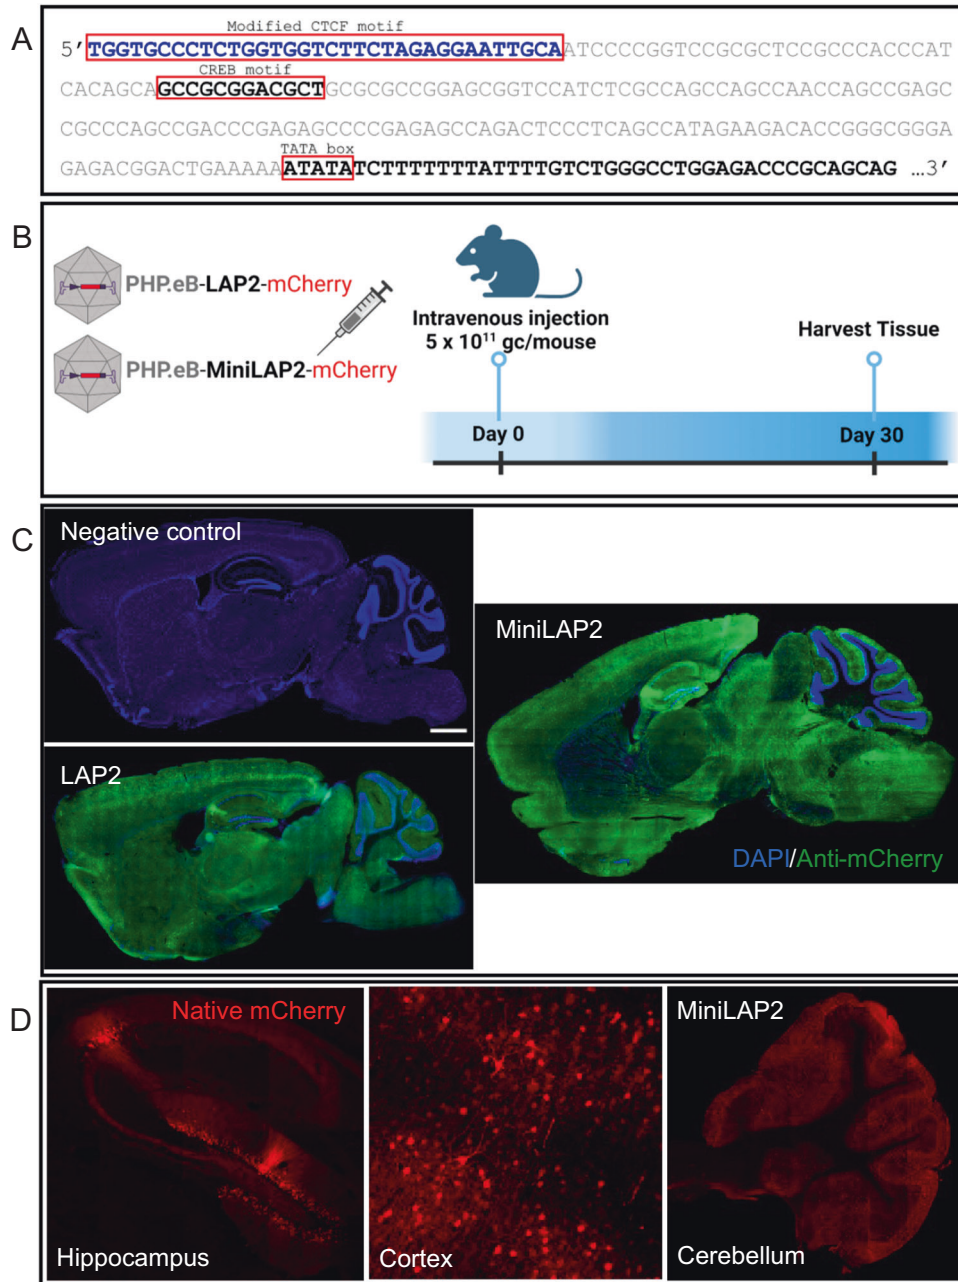 A
Modified CTCF motif
5’TGGTGCCCTCTGGTGGTCTTCTAGAGGAATTGCAATCCCCGGTCCGCGCTCCGCCCACCCAT
CREB motif
CACAGCAGCCGCGGACGCTGCGCGCCGGAGCGGTCCATCTCGCCAGCCAGCCAACCAGCCGAGC
CGCCCAGCCGACCCGAGAGCCCCGAGAGCCAGACTCCCTCAGCCATAGAAGACACCGGGCGGGA
TATA box
GAGACGGACTGAAAAAATATATCTTTTTTTATTTTGTCTGGGCCTGGAGACCCGCAGCAG …3’
B
PHP.eB-LAP2-mCherry
PHP.eB-MiniLAP2-mCherry
Intravenous injection
5 x 10¹¹ gc/mouse
Harvest Tissue
Day 0
Day 30
C
Negative control
LAP2
MiniLAP2
DAPI/Anti-mCherry
D
Native mCherry
Hippocampus
Cortex
MiniLAP2
Cerebellum